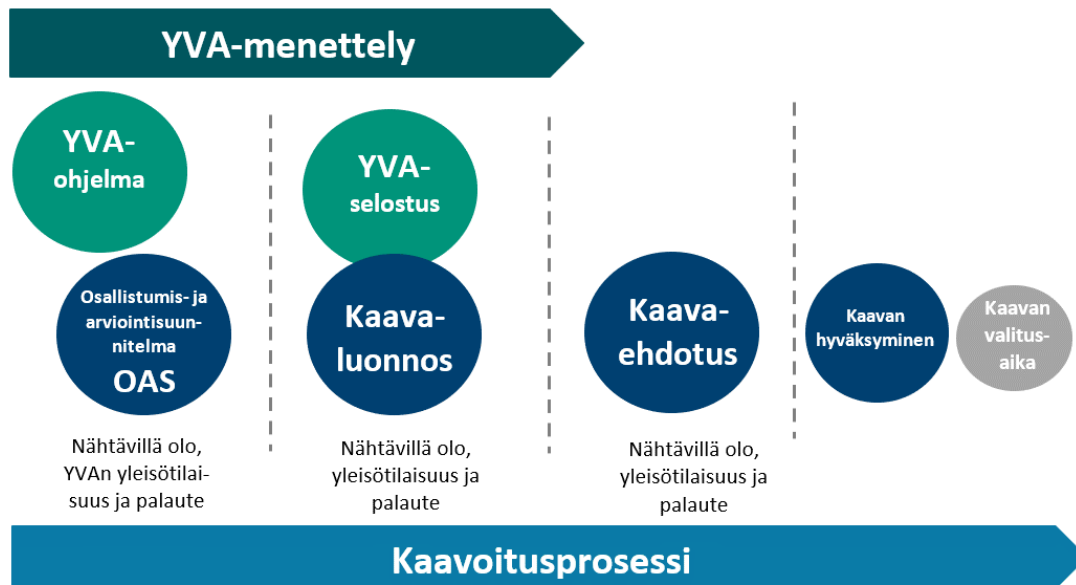 YVA-menettely
YVA-
ohjelma
YVA-
selostus
Osallistumis- ja
arviointisuun-
nitelma
OAS
Kaava-
luonnos
Kaava-
ehdotus
Kaavan
hyväksyminen
Kaavan
valitus-
aika
Nähtävillä olo,
YVAn yleisötilai-
suus ja palaute
Nähtävillä olo,
yleisötilaisuus ja
palaute
Nähtävillä olo,
yleisötilaisuus ja
palaute
Kaavoitusprosessi